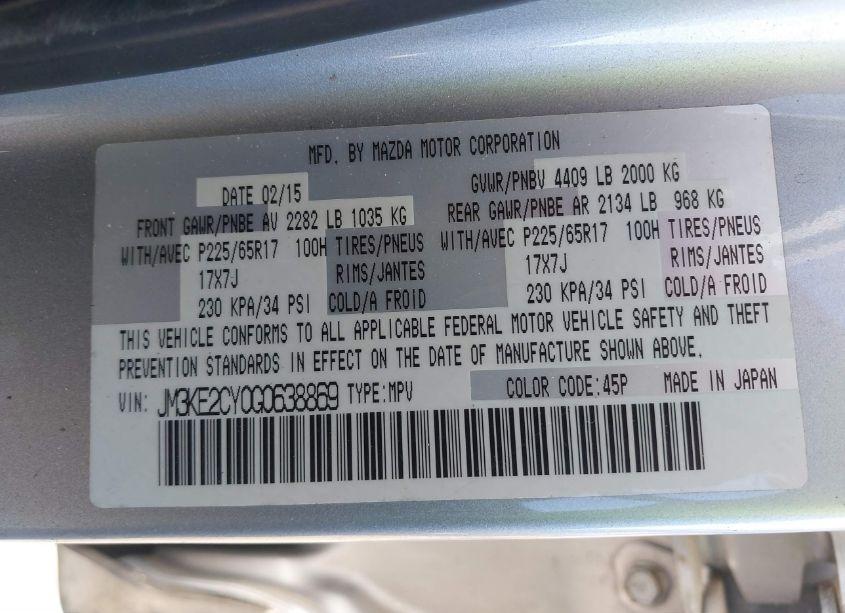 MFD. BY MAZDA MOTOR CORPORATION
DATE 02/15 GVWR/PNBV 4409 LB 2000 KG
FRONT GAWR/PNBE AV 2282 LB 1035 KG REAR GAWR/PNBE AR 2134 LB 968 KG
WITH/AVEC P225/65R17 100H TIRES/PNEUS WITH/AVEC P225/65R17 100H TIRES/PNEUS
17X7J RIMS/JANTES 17X7J RIMS/JANTES
230 KPA/34 PSI COLD/A FROID 230 KPA/34 PSI COLD/A FROID
THIS VEHICLE CONFORMS TO ALL APPLICABLE FEDERAL MOTOR VEHICLE SAFETY AND THEFT
PREVENTION STANDARDS IN EFFECT ON THE DATE OF MANUFACTURE SHOWN ABOVE.
VIN: JM3KE2CY0G0638869 TYPE:MPV COLOR CODE:45P MADE IN JAPAN